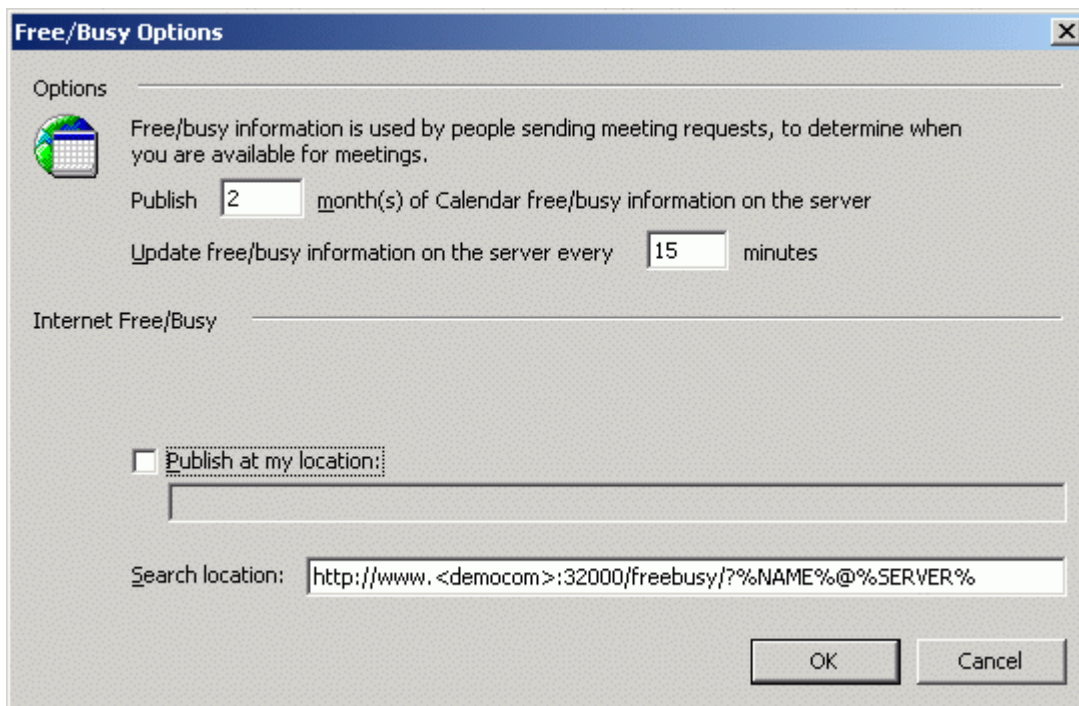 Free/Busy Options
Options
Free/busy information is used by people sending meeting requests, to determine when
you are available for meetings.
Publish 2 month(s) of Calendar free/busy information on the server
Update free/busy information on the server every 15 minutes
Internet Free/Busy
Publish at my location:
Search location: http://www.<democom>:32000/freebusy/?%NAME%@%SERVER%
OK Cancel